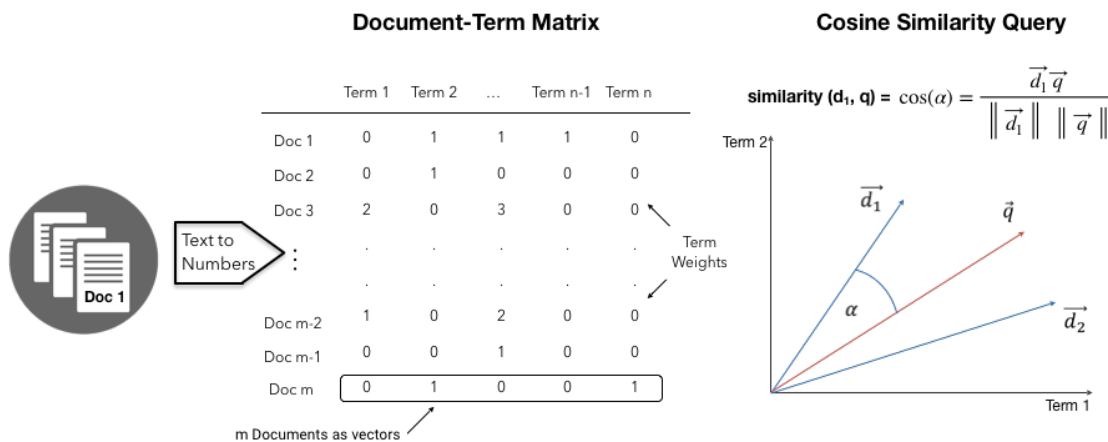 Document-Term Matrix
Cosine Similarity Query
Term 1 Term 2 ... Term n-1 Term n
Doc 1 0 1 1 1 0
Doc 2 0 1 0 0 0
Doc 3 2 0 3 0 0
. . . . .
. . . . .
. . . . .
Doc m-2 1 0 2 0 0
Doc m-1 0 0 1 0 0
Doc m 0 1 0 0 1
Doc 1
Text to
Numbers
⋮
Term
Weights
m Documents as vectors
similarity (d₁, q) = cos(α) = d₁⃗ q⃗ / ‖ d₁⃗ ‖ ‖ q⃗ ‖
Term 2
d₁⃗
q⃗
α
d₂⃗
Term 1